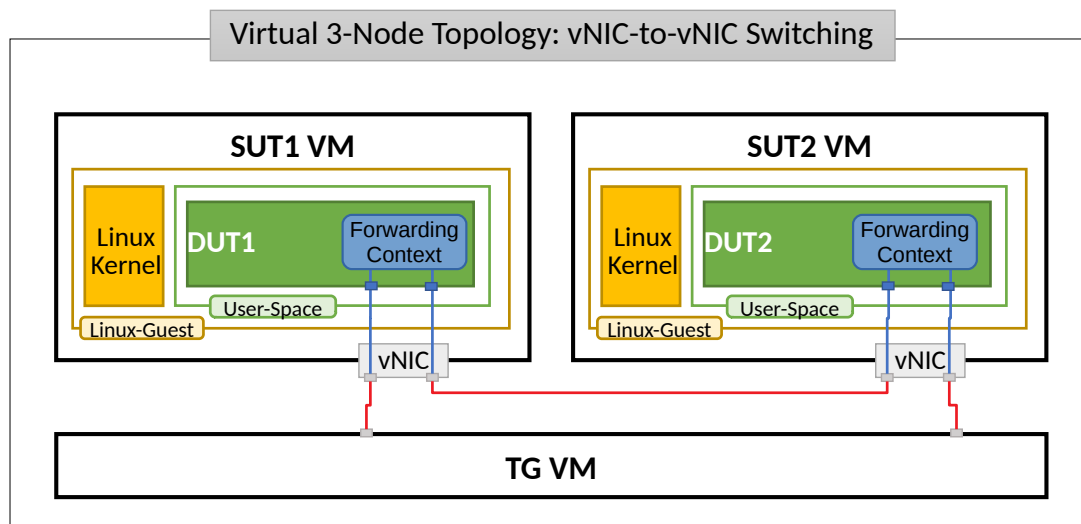 Virtual 3-Node Topology: vNIC-to-vNIC Switching
SUT1 VM
Linux
Kernel
DUT1
Forwarding
Context
User-Space
Linux-Guest
vNIC
SUT2 VM
Linux
Kernel
DUT2
Forwarding
Context
User-Space
Linux-Guest
vNIC
TG VM